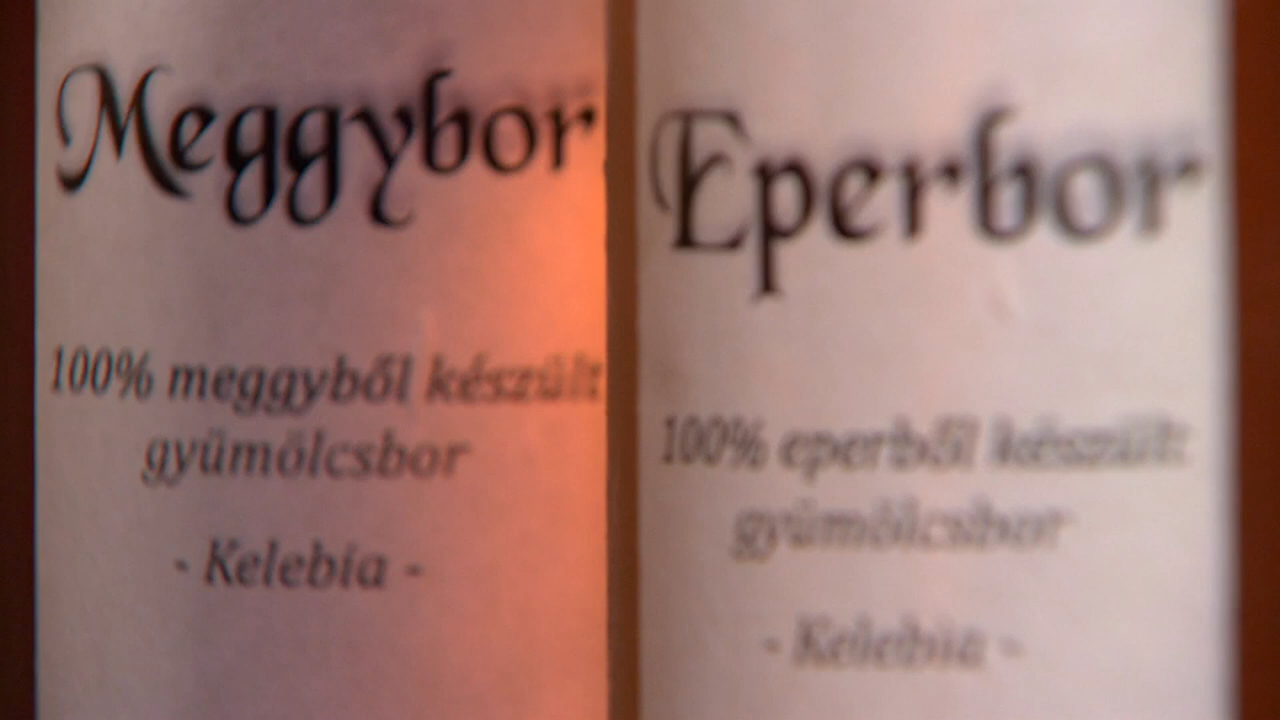 Meggybor
100% meggyből készült
gyümölcsbor
- Kelebia -
Eperbor
100% eperből készült
gyümölcsbor
- Kelebia -